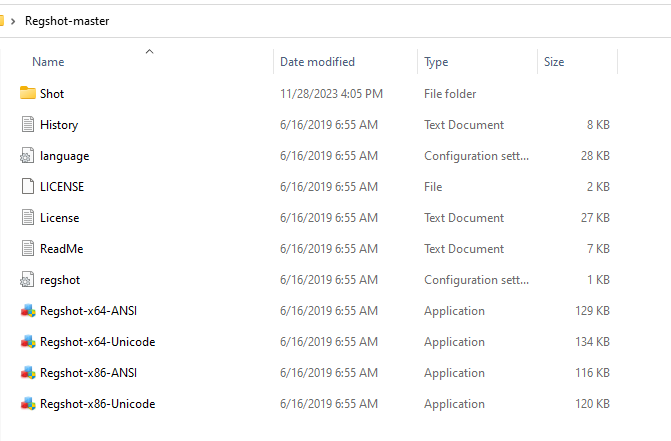 Regshot-master
Name Date modified Type Size
Shot 11/28/2023 4:05 PM File folder
History 6/16/2019 6:55 AM Text Document 8 KB
language 6/16/2019 6:55 AM Configuration sett... 28 KB
LICENSE 6/16/2019 6:55 AM File 2 KB
License 6/16/2019 6:55 AM Text Document 27 KB
ReadMe 6/16/2019 6:55 AM Text Document 7 KB
regshot 6/16/2019 6:55 AM Configuration sett... 1 KB
Regshot-x64-ANSI 6/16/2019 6:55 AM Application 129 KB
Regshot-x64-Unicode 6/16/2019 6:55 AM Application 134 KB
Regshot-x86-ANSI 6/16/2019 6:55 AM Application 116 KB
Regshot-x86-Unicode 6/16/2019 6:55 AM Application 120 KB